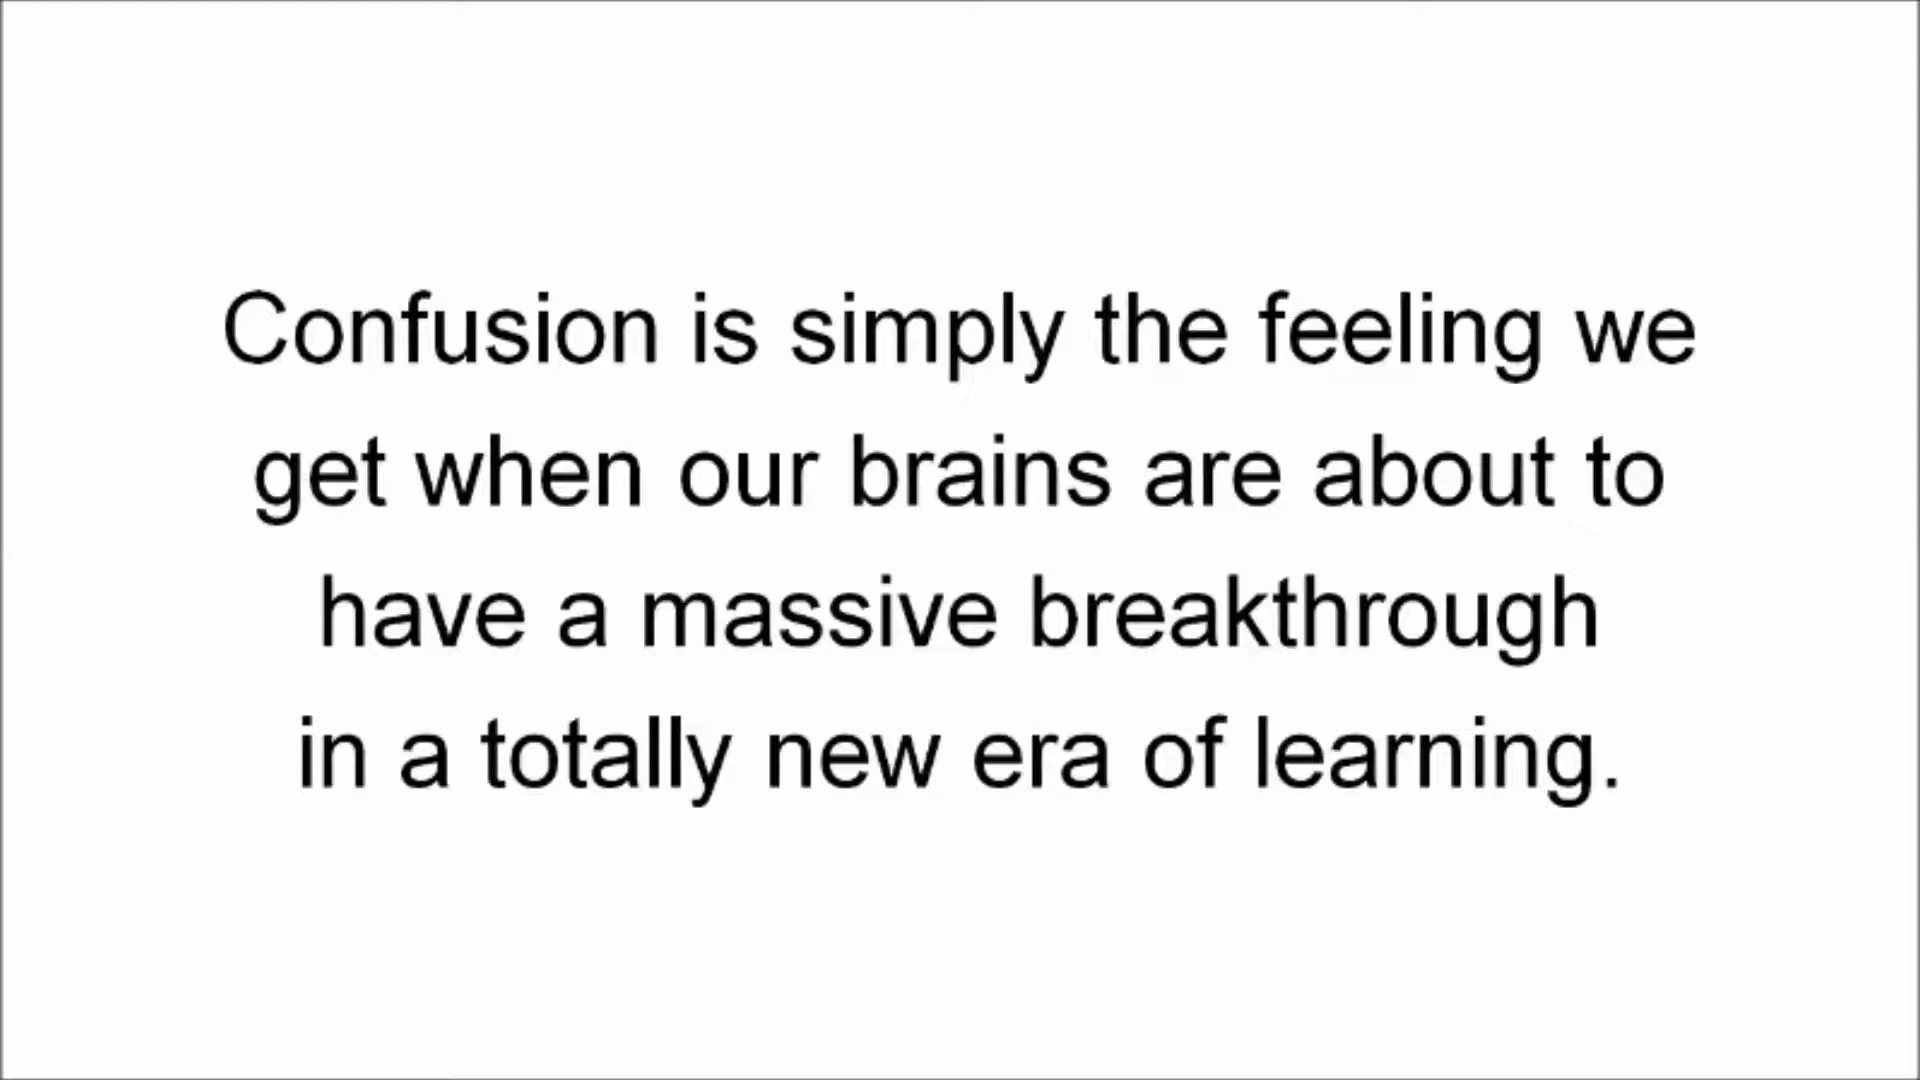 Confusion is simply the feeling we
get when our brains are about to
have a massive breakthrough
in a totally new era of learning.